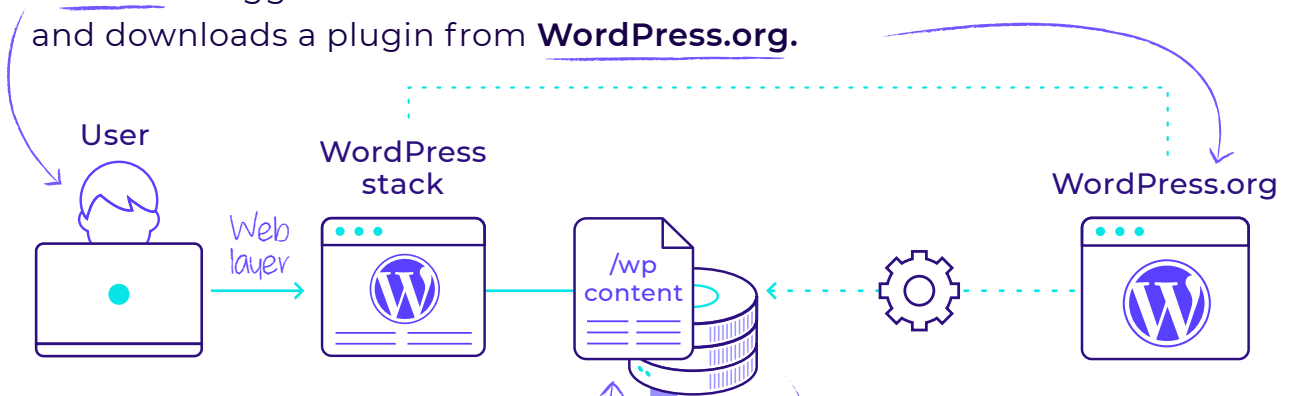 and downloads a plugin from WordPress.org.
User
WordPress
stack
WordPress.org
Web
layer
/wp
content